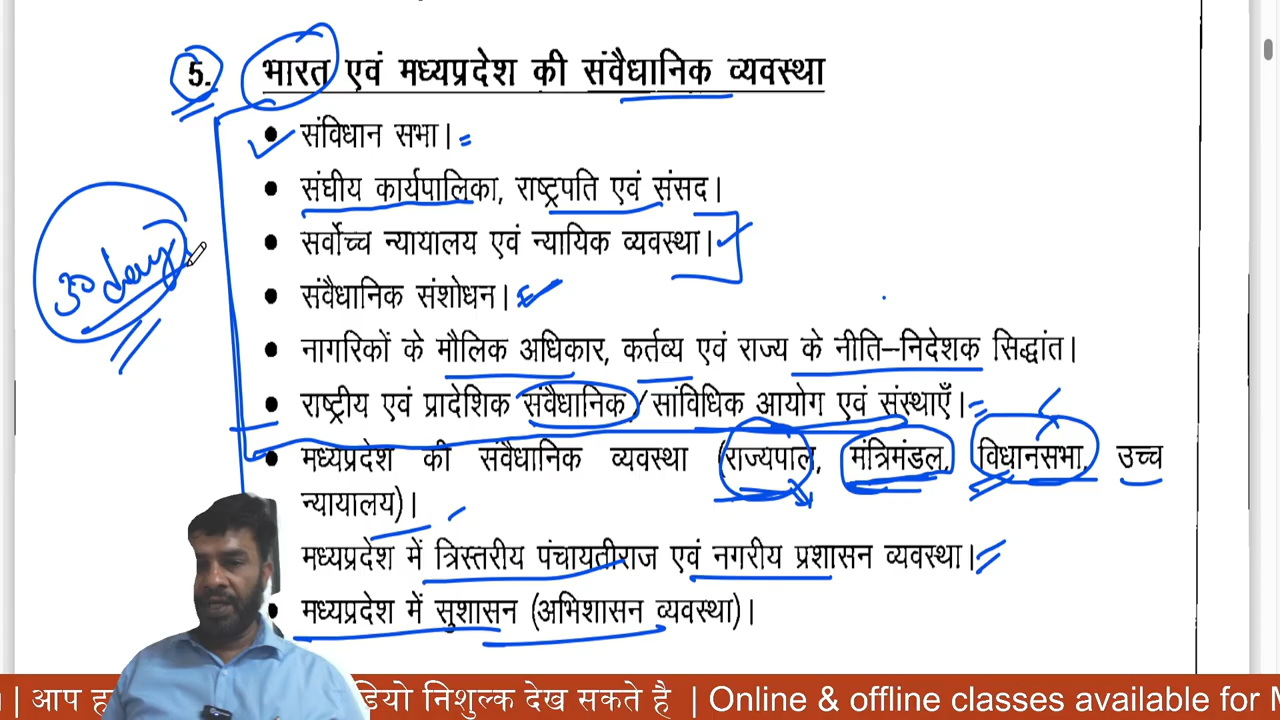 5. भारत एवं मध्यप्रदेश की संवैधानिक व्यवस्था
• संविधान सभा।
• संघीय कार्यपालिका, राष्ट्रपति एवं संसद।
• सर्वोच्च न्यायालय एवं न्यायिक व्यवस्था।
30 days
• संवैधानिक संशोधन।
• नागरिकों के मौलिक अधिकार, कर्तव्य एवं राज्य के नीति–निदेशक सिद्धांत।
• राष्ट्रीय एवं प्रादेशिक संवैधानिक/सांविधिक आयोग एवं संस्थाएँ।
• मध्यप्रदेश की संवैधानिक व्यवस्था (राज्यपाल, मंत्रिमंडल, विधानसभा, उच्च
न्यायालय)।
मध्यप्रदेश में त्रिस्तरीय पंचायतीराज एवं नगरीय प्रशासन व्यवस्था।
• मध्यप्रदेश में सुशासन (अभिशासन व्यवस्था)।
| आप निशुल्क देख सकते है | Online & offline classes available for